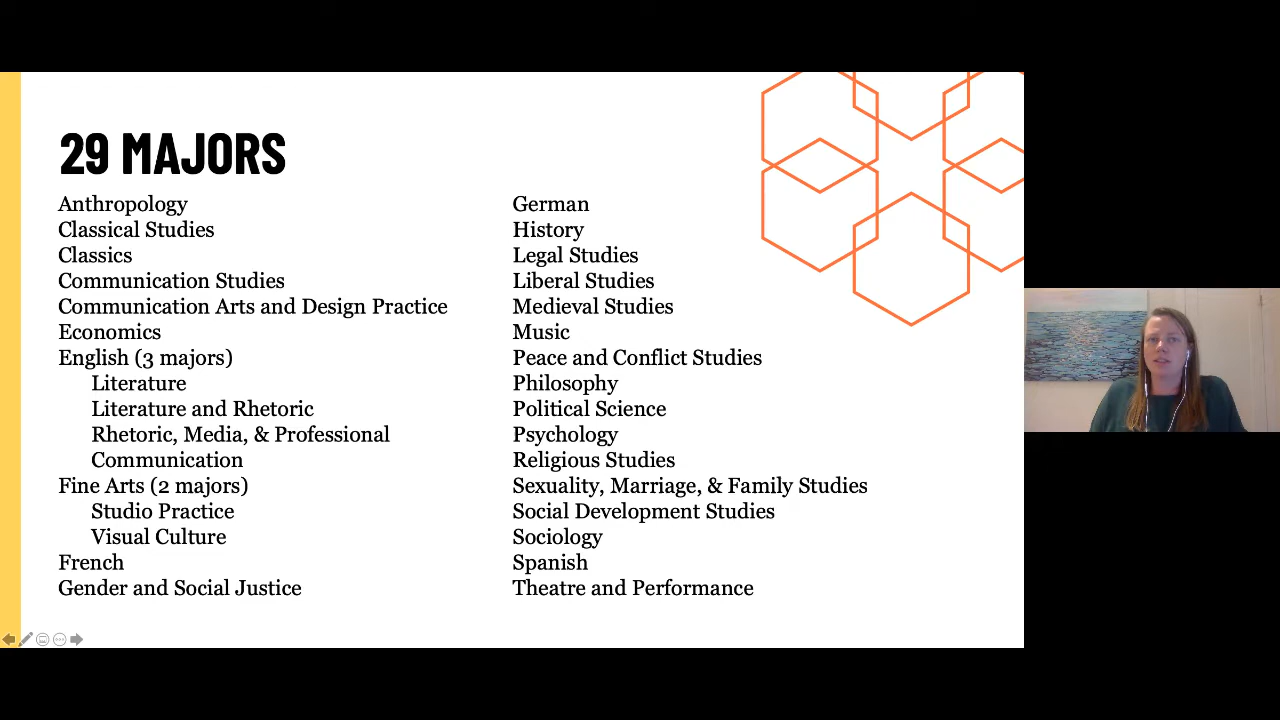 29 MAJORS
Anthropology
Classical Studies
Classics
Communication Studies
Communication Arts and Design Practice
Economics
English (3 majors)
Literature
Literature and Rhetoric
Rhetoric, Media, & Professional
Communication
Fine Arts (2 majors)
Studio Practice
Visual Culture
French
Gender and Social Justice
German
History
Legal Studies
Liberal Studies
Medieval Studies
Music
Peace and Conflict Studies
Philosophy
Political Science
Psychology
Religious Studies
Sexuality, Marriage, & Family Studies
Social Development Studies
Sociology
Spanish
Theatre and Performance